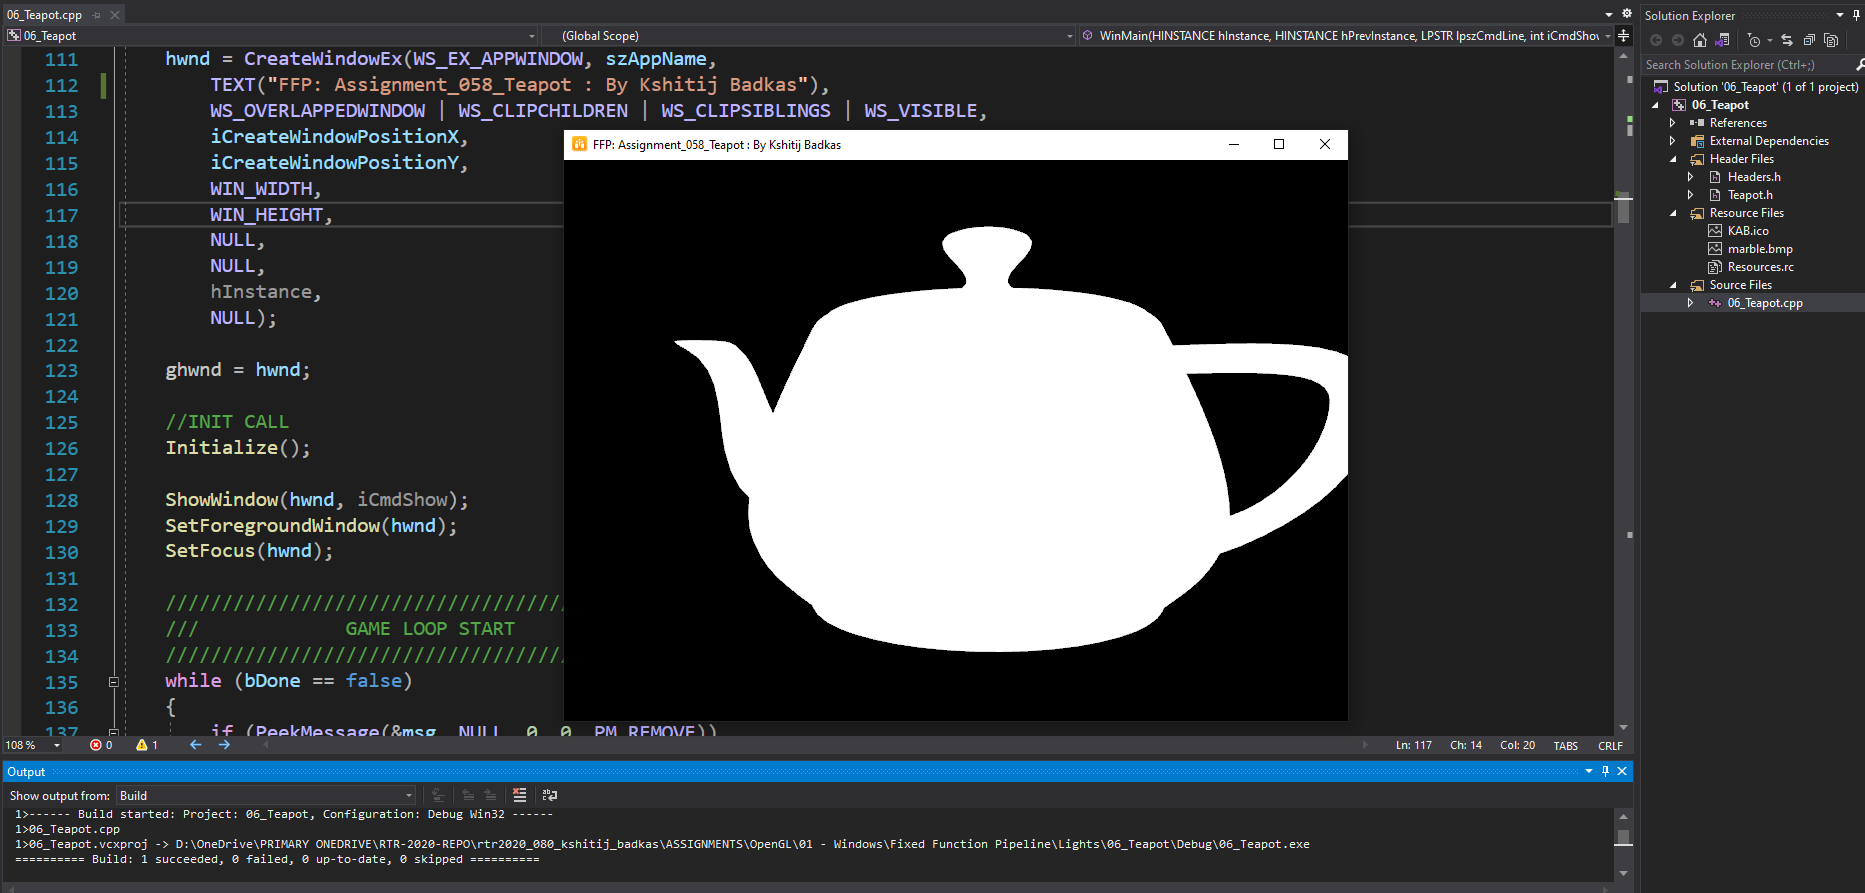 06_Teapot.cpp
06_Teapot
(Global Scope)
WinMain(HINSTANCE hInstance, HINSTANCE hPrevInstance, LPSTR lpszCmdLine, int iCmdShow
111 hwnd = CreateWindowEx(WS_EX_APPWINDOW, szAppName,
112 TEXT("FFP: Assignment_058_Teapot : By Kshitij Badkas"),
113 WS_OVERLAPPEDWINDOW | WS_CLIPCHILDREN | WS_CLIPSIBLINGS | WS_VISIBLE,
114 iCreateWindowPositionX,
115 iCreateWindowPositionY,
116 WIN_WIDTH,
117 WIN_HEIGHT,
118 NULL,
119 NULL,
120 hInstance,
121 NULL);
122
123 ghwnd = hwnd;
124
125 //INIT CALL
126 Initialize();
127
128 ShowWindow(hwnd, iCmdShow);
129 SetForegroundWindow(hwnd);
130 SetFocus(hwnd);
131
132 ////////////////////////////////////
133 /// GAME LOOP START
134 ////////////////////////////////////
135 while (bDone == false)
136 {
137 if (PeekMessage(&msg, NULL, 0, 0, PM_REMOVE))
FFP: Assignment_058_Teapot : By Kshitij Badkas
108 %
0
1
Ln: 117 Ch: 14 Col: 20 TABS CRLF
Output
Show output from: Build
1>------ Build started: Project: 06_Teapot, Configuration: Debug Win32 ------
1>06_Teapot.cpp
1>06_Teapot.vcxproj -> D:\OneDrive\PRIMARY ONEDRIVE\RTR-2020-REPO\rtr2020_080_kshitij_badkas\ASSIGNMENTS\OpenGL\01 - Windows\Fixed Function Pipeline\Lights\06_Teapot\Debug\06_Teapot.exe
========== Build: 1 succeeded, 0 failed, 0 up-to-date, 0 skipped ==========
Solution Explorer
Search Solution Explorer (Ctrl+;)
Solution '06_Teapot' (1 of 1 project)
06_Teapot
References
External Dependencies
Header Files
Headers.h
Teapot.h
Resource Files
KAB.ico
marble.bmp
Resources.rc
Source Files
06_Teapot.cpp